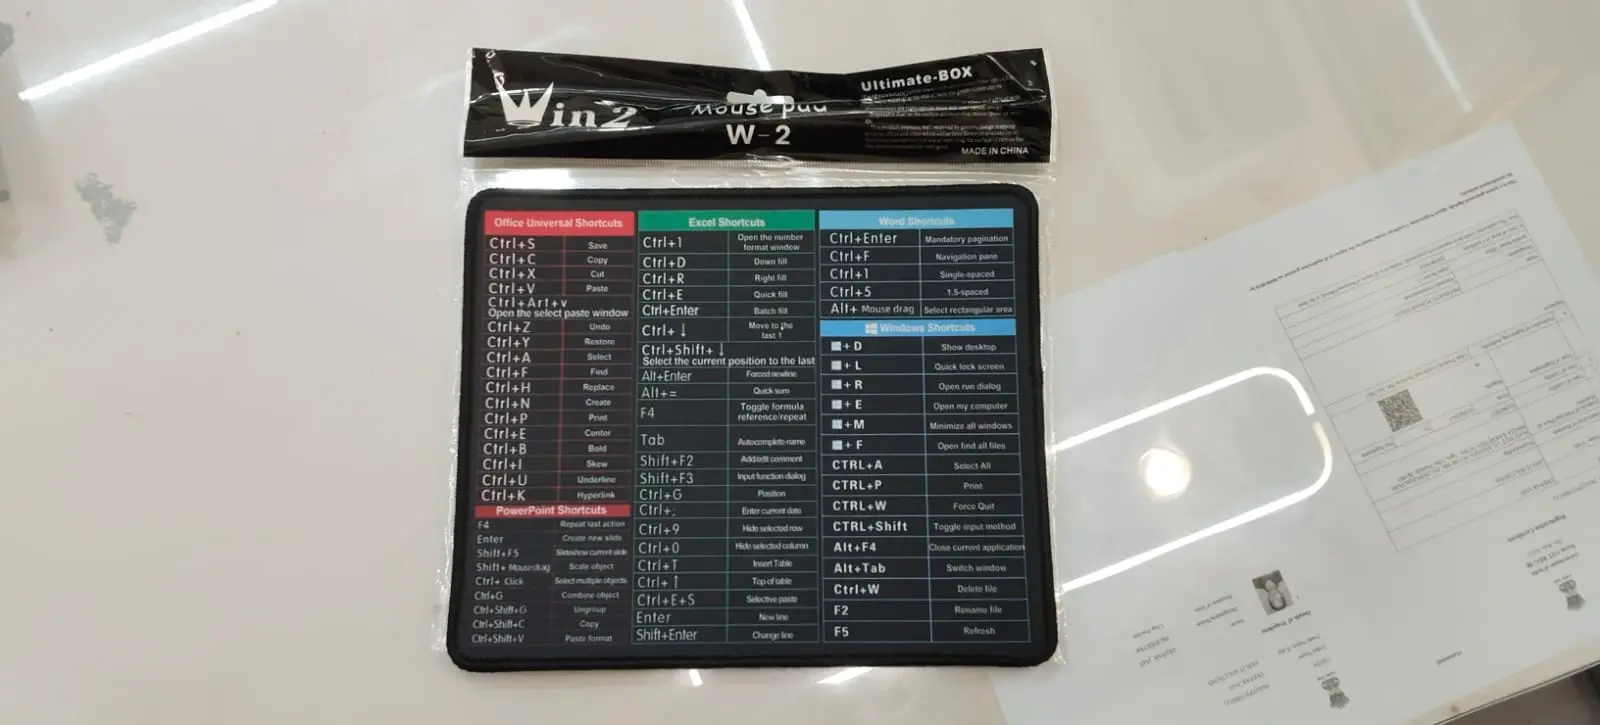 Win2
Mouse pad
W-2
Ultimate-BOX
MADE IN CHINA
Office Universal Shortcuts
Ctrl+S Save
Ctrl+C Copy
Ctrl+X Cut
Ctrl+V Paste
Ctrl+Art+v
Open the select paste window
Ctrl+Z Undo
Ctrl+Y Restore
Ctrl+A Select
Ctrl+F Find
Ctrl+H Replace
Ctrl+N Create
Ctrl+P Print
Ctrl+E Center
Ctrl+B Bold
Ctrl+I Skew
Ctrl+U Underline
Ctrl+K Hyperlink
PowerPoint Shortcuts
F4 Repeat last action
Enter Create new slide
Shift+F5 Slideshow current slide
Shift+ Mousedrag Scale object
Ctrl+ Click Select multiple objects
Ctrl+G Combine object
Ctrl+Shift+G Ungroup
Ctrl+Shift+C Copy
Ctrl+Shift+V Paste format
Excel Shortcuts
Ctrl+1 Open the number
format window
Ctrl+D Down fill
Ctrl+R Right fill
Ctrl+E Quick fill
Ctrl+Enter Batch fill
Ctrl+↓ Move to the
last 1
Ctrl+Shift+↓
Select the current position to the last
Alt+Enter Forced newline
Alt+= Quick sum
F4 Toggle formula
reference/repeat
Tab Autocomplete name
Shift+F2 Add/edit comment
Shift+F3 Input function dialog
Ctrl+G Position
Ctrl+; Enter current date
Ctrl+9 Hide selected row
Ctrl+0 Hide selected column
Ctrl+T Insert Table
Ctrl+↑ Top of table
Ctrl+E+S Selective paste
Enter New line
Shift+Enter Change line
Word Shortcuts
Ctrl+Enter Mandatory pagination
Ctrl+F Navigation pane
Ctrl+1 Single-spaced
Ctrl+5 1.5-spaced
Alt+ Mouse drag Select rectangular area
Windows Shortcuts
+ D Show desktop
+ L Quick lock screen
+ R Open run dialog
+ E Open my computer
+ M Minimize all windows
+ F Open find all files
CTRL+A Select All
CTRL+P Print
CTRL+W Force Quit
CTRL+Shift Toggle input method
Alt+F4 Close current application
Alt+Tab Switch window
Ctrl+W Delete file
F2 Rename file
F5 Refresh